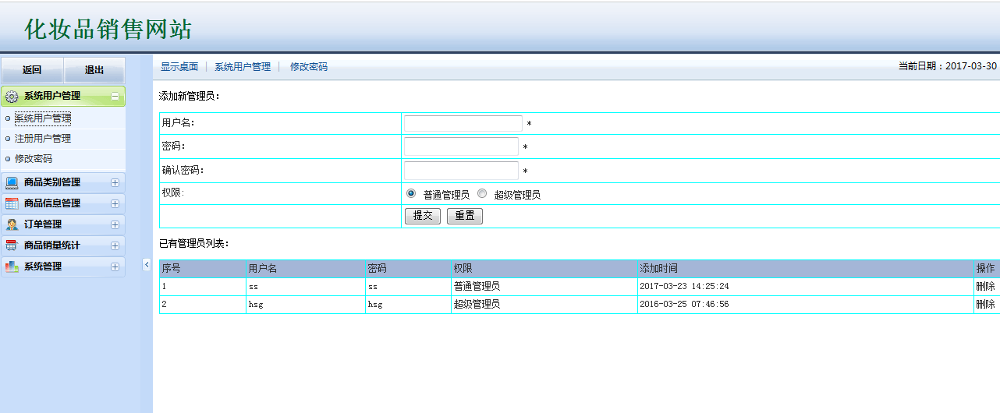 化妆品销售网站
返回 退出
显示桌面 | 系统用户管理 | 修改密码 当前日期：2017-03-30
系统用户管理
系统用户管理
注册用户管理
修改密码
商品类别管理
商品信息管理
订单管理
商品销量统计
系统管理
添加新管理员：
用户名： *
密码： *
确认密码： *
权限： 普通管理员 超级管理员
提交 重置
已有管理员列表：
序号 用户名 密码 权限 添加时间 操作
1 ss ss 普通管理员 2017-03-23 14:25:24 删除
2 hsg hsg 超级管理员 2016-03-25 07:46:56 删除